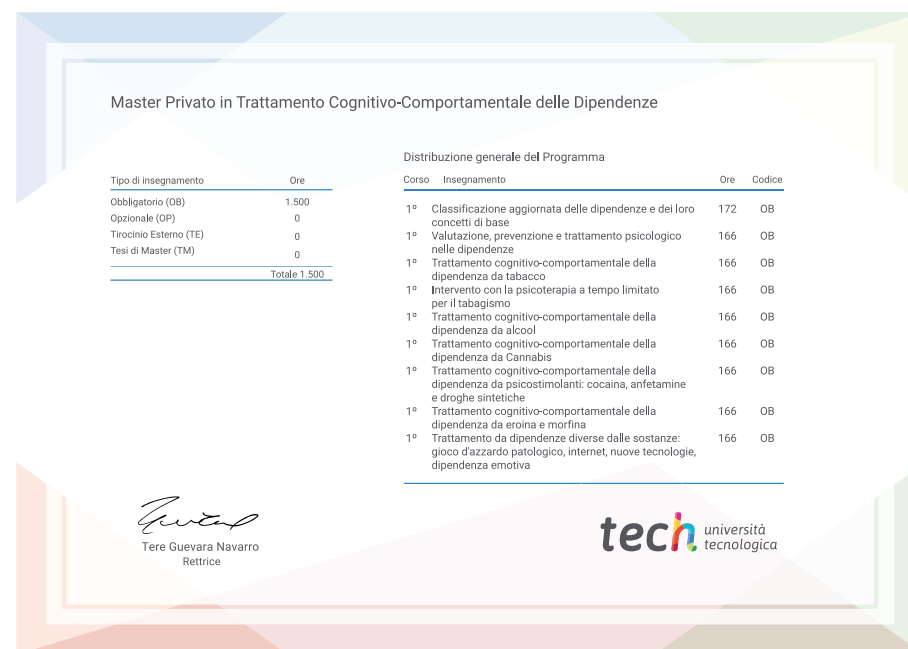 Master Privato in Trattamento Cognitivo-Comportamentale delle Dipendenze
Tipo di insegnamento Ore
Obbligatorio (OB) 1.500
Opzionale (OP) 0
Tirocinio Esterno (TE) 0
Tesi di Master (TM) 0
Totale 1.500
Distribuzione generale del Programma
Corso Insegnamento Ore Codice
1º Classificazione aggiornata delle dipendenze e dei loro 172 OB
concetti di base
1º Valutazione, prevenzione e trattamento psicologico 166 OB
nelle dipendenze
1º Trattamento cognitivo-comportamentale della 166 OB
dipendenza da tabacco
1º Intervento con la psicoterapia a tempo limitato 166 OB
per il tabagismo
1º Trattamento cognitivo-comportamentale della 166 OB
dipendenza da alcool
1º Trattamento cognitivo-comportamentale della 166 OB
dipendenza da Cannabis
1º Trattamento cognitivo-comportamentale della 166 OB
dipendenza da psicostimolanti: cocaina, anfetamine
e droghe sintetiche
1º Trattamento cognitivo-comportamentale della 166 OB
dipendenza da eroina e morfina
1º Trattamento da dipendenze diverse dalle sostanze: 166 OB
gioco d'azzardo patologico, internet, nuove tecnologie,
dipendenza emotiva
Tere Guevara Navarro
Rettrice
tech università
tecnologica